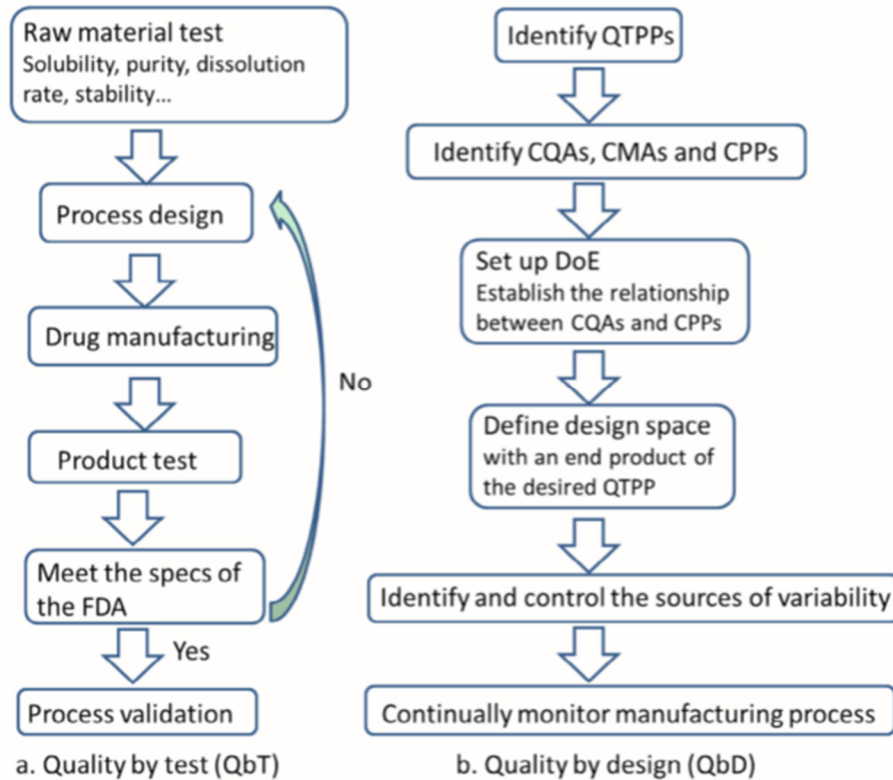 Raw material test
Solubility, purity, dissolution
rate, stability...
Process design
Drug manufacturing
Product test
Meet the specs of
the FDA
No
Yes
Process validation
a. Quality by test (QbT)
Identify QTPPs
Identify CQAs, CMAs and CPPs
Set up DoE
Establish the relationship
between CQAs and CPPs
Define design space
with an end product of
the desired QTPP
Identify and control the sources of variability
Continually monitor manufacturing process
b. Quality by design (QbD)